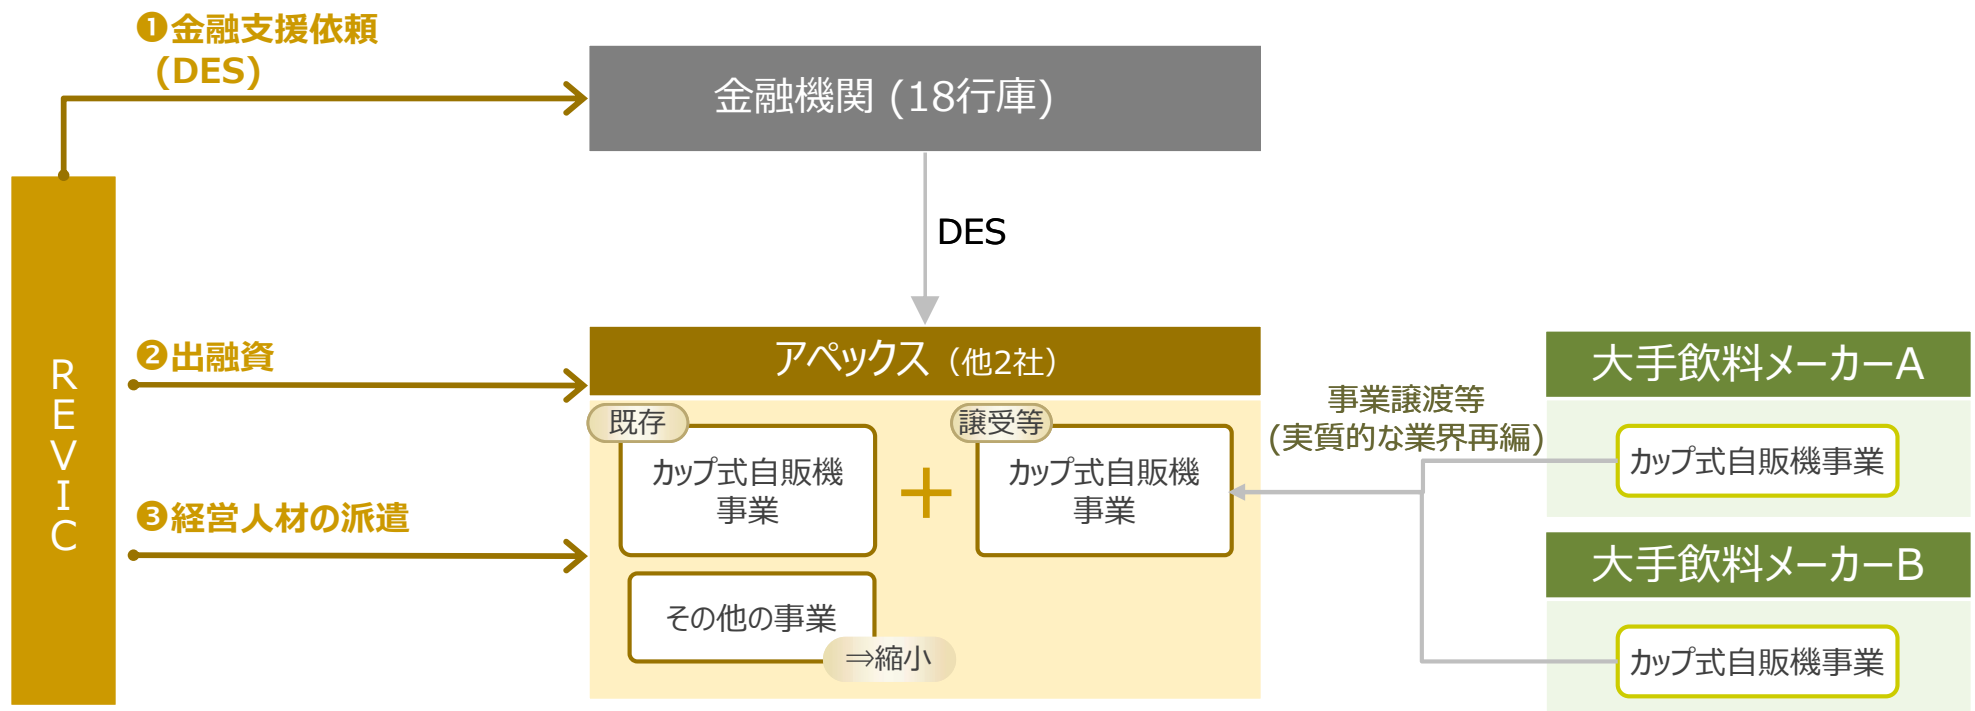 ❶金融支援依頼
(DES)
金融機関 (18行庫)
DES
REVIC
❷出融資
アペックス（他2社）
❸経営人材の派遣
既存
カップ式自販機
事業
＋
譲受等
カップ式自販機
事業
その他の事業
⇒縮小
事業譲渡等
(実質的な業界再編)
大手飲料メーカーA
カップ式自販機事業
大手飲料メーカーB
カップ式自販機事業